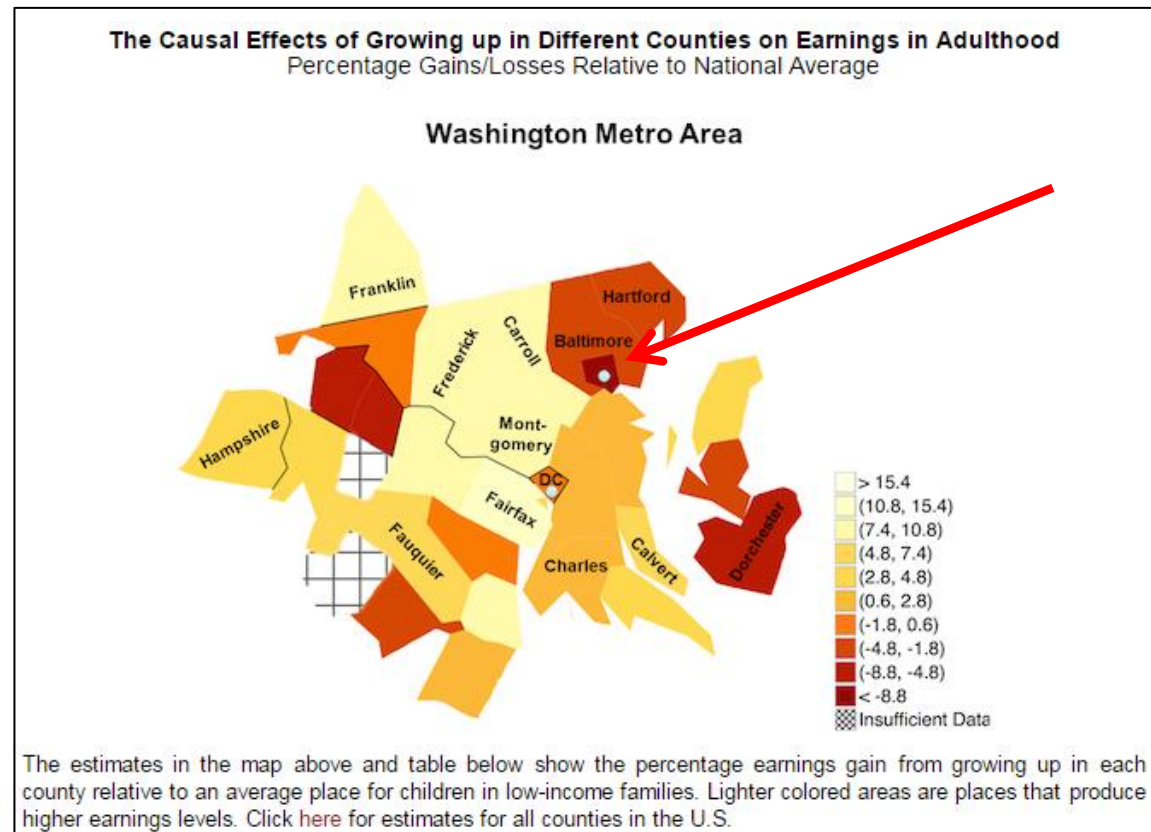 The Causal Effects of Growing up in Different Counties on Earnings in Adulthood
Percentage Gains/Losses Relative to National Average
Washington Metro Area
Franklin
Hartford
Baltimore
Carroll
Frederick
Hampshire
Mont-
gomery
DC
Fairfax
Fauquier
Charles
Calvert
Dorchester
> 15.4
(10.8, 15.4)
(7.4, 10.8)
(4.8, 7.4)
(2.8, 4.8)
(0.6, 2.8)
(-1.8, 0.6)
(-4.8, -1.8)
(-8.8, -4.8)
< -8.8
Insufficient Data
The estimates in the map above and table below show the percentage earnings gain from growing up in each
county relative to an average place for children in low-income families. Lighter colored areas are places that produce
higher earnings levels. Click here for estimates for all counties in the U.S.